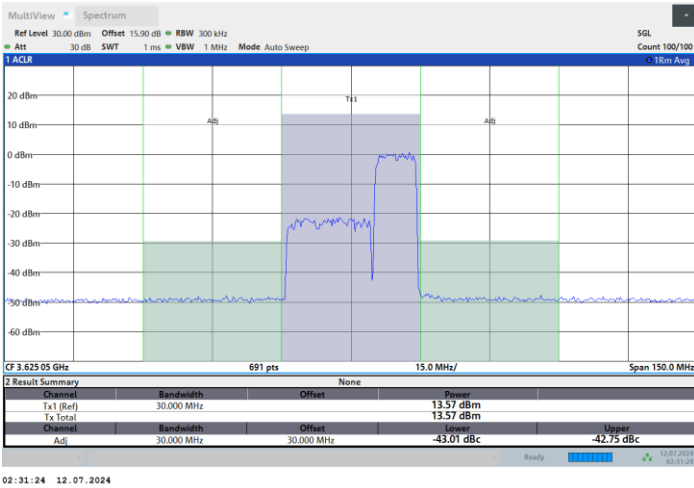 MultiView Spectrum
Ref Level 30.00 dBm Offset 15.90 dB RBW 300 kHz SGL
Att 30 dB SWT 1 ms VBW 1 MHz Mode Auto Sweep Count 100/100
1 ACLR 1Rm Avg
20 dBm
Tx1
10 dBm Adj Adj
0 dBm
-10 dBm
-20 dBm
-30 dBm
-40 dBm
-50 dBm
-60 dBm
CF 3.625 05 GHz 691 pts 15.0 MHz/ Span 150.0 MHz
2 Result Summary None
Channel Bandwidth Offset Power
Tx1 (Ref) 30.000 MHz 13.57 dBm
Tx Total 13.57 dBm
Channel Bandwidth Offset Lower Upper
Adj 30.000 MHz 30.000 MHz -43.01 dBc -42.75 dBc
Ready 12.07.2024
02:31:24
02:31:24 12.07.2024